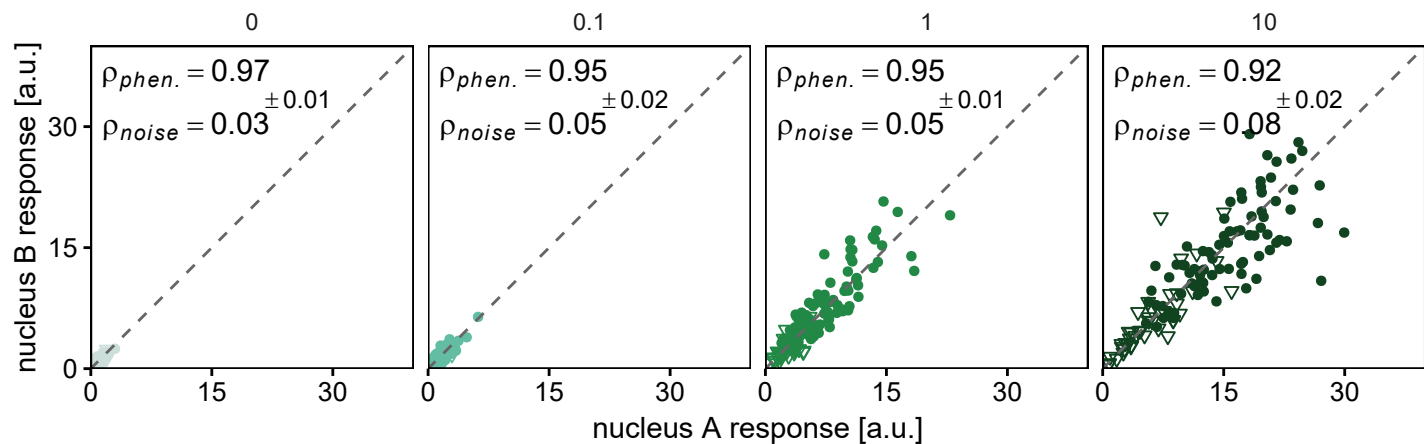 0
0.1
1
10
nucleus B response [a.u.]
30
15
0
ρphen. = 0.97
± 0.01
ρnoise = 0.03
ρphen. = 0.95
± 0.02
ρnoise = 0.05
ρphen. = 0.95
± 0.01
ρnoise = 0.05
ρphen. = 0.92
± 0.02
ρnoise = 0.08
0 15 30
0 15 30
0 15 30
0 15 30
nucleus A response [a.u.]